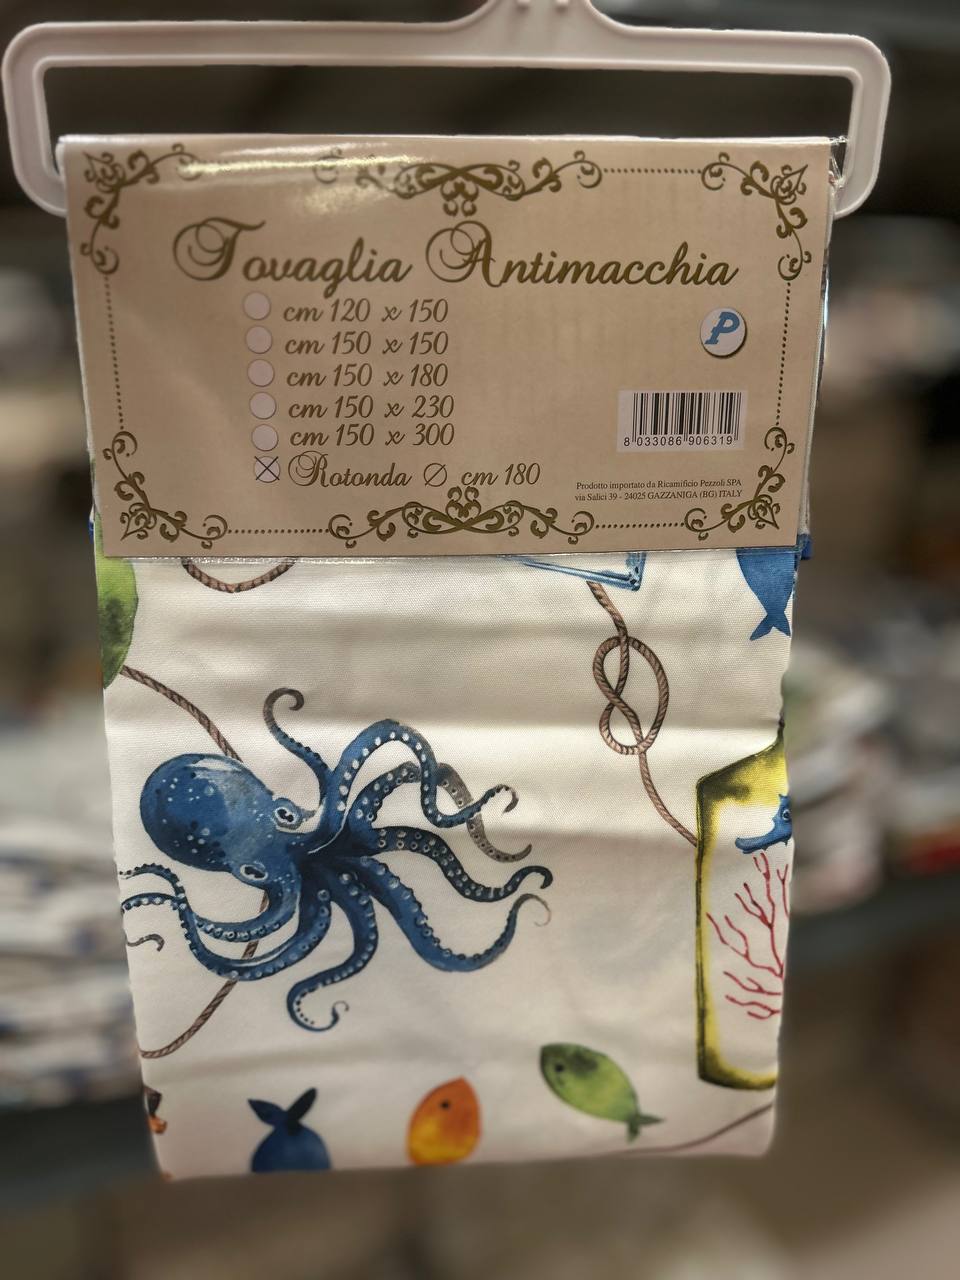 Tovaglia Antimacchia
cm 120 x 150
cm 150 x 150
cm 150 x 180
cm 150 x 230
cm 150 x 300
Rotonda ∅ cm 180
P
8 033086 906319
Prodotto importato da Ricamificio Pezzoli SPA
via Salici 39 - 24025 GAZZANIGA (BG) ITALY